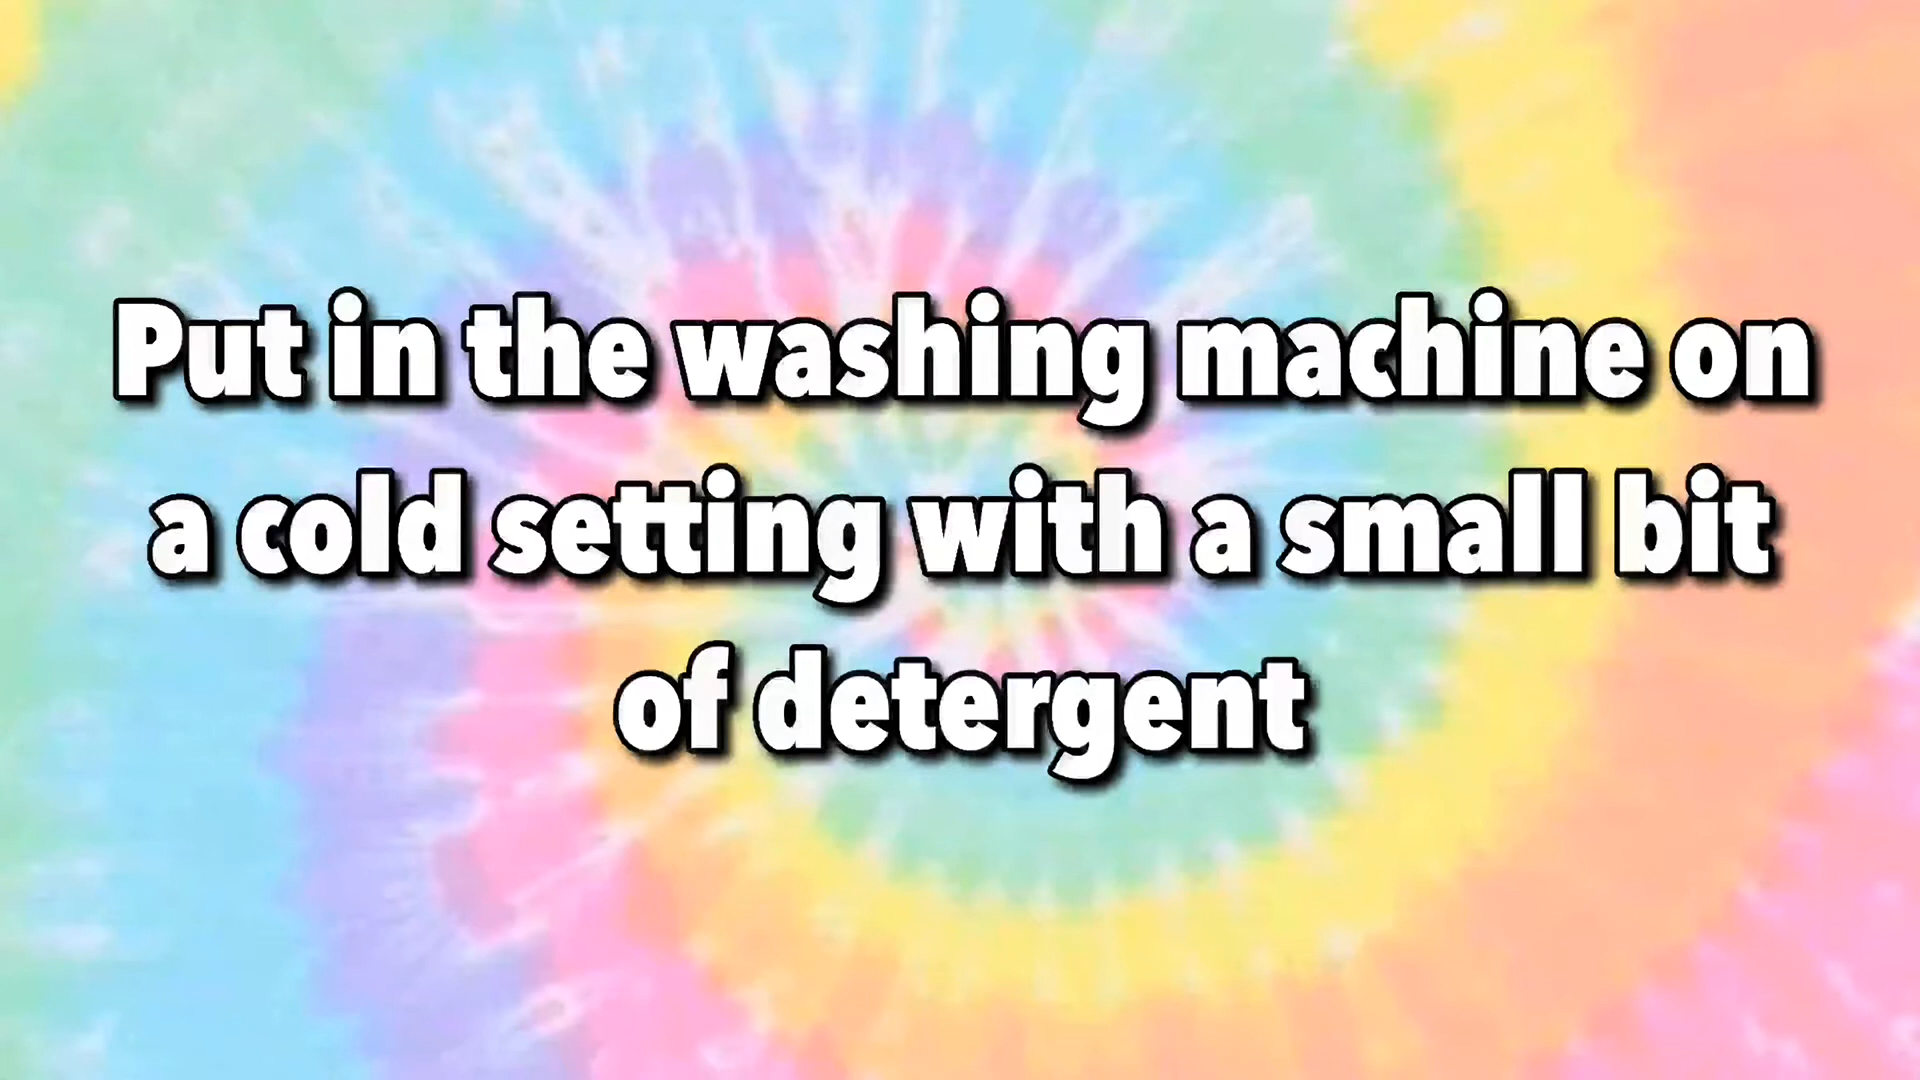 Put in the washing machine on
a cold setting with a small bit
of detergent